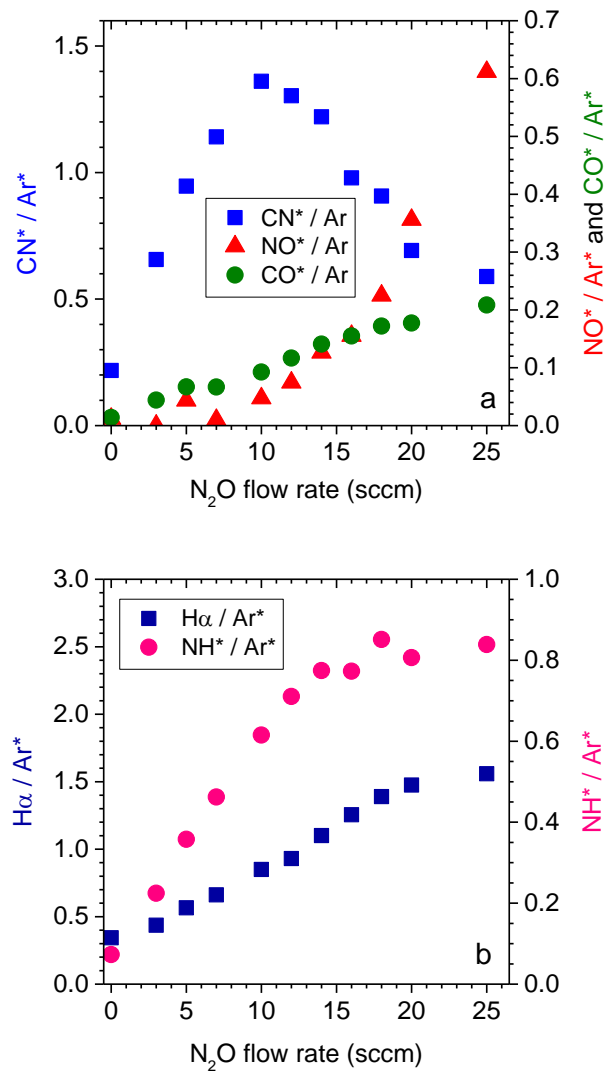 0.0
0.5
1.0
1.5
CN* / Ar*
0.0
0.1
0.2
0.3
0.4
0.5
0.6
0.7
NO* / Ar* and CO* / Ar*
CN* / Ar
NO* / Ar
CO* / Ar
a
0 5 10 15 20 25
N₂O flow rate (sccm)
0.0
0.5
1.0
1.5
2.0
2.5
3.0
Hα / Ar*
0.0
0.2
0.4
0.6
0.8
1.0
NH* / Ar*
Hα / Ar*
NH* / Ar*
b
0 5 10 15 20 25
N₂O flow rate (sccm)